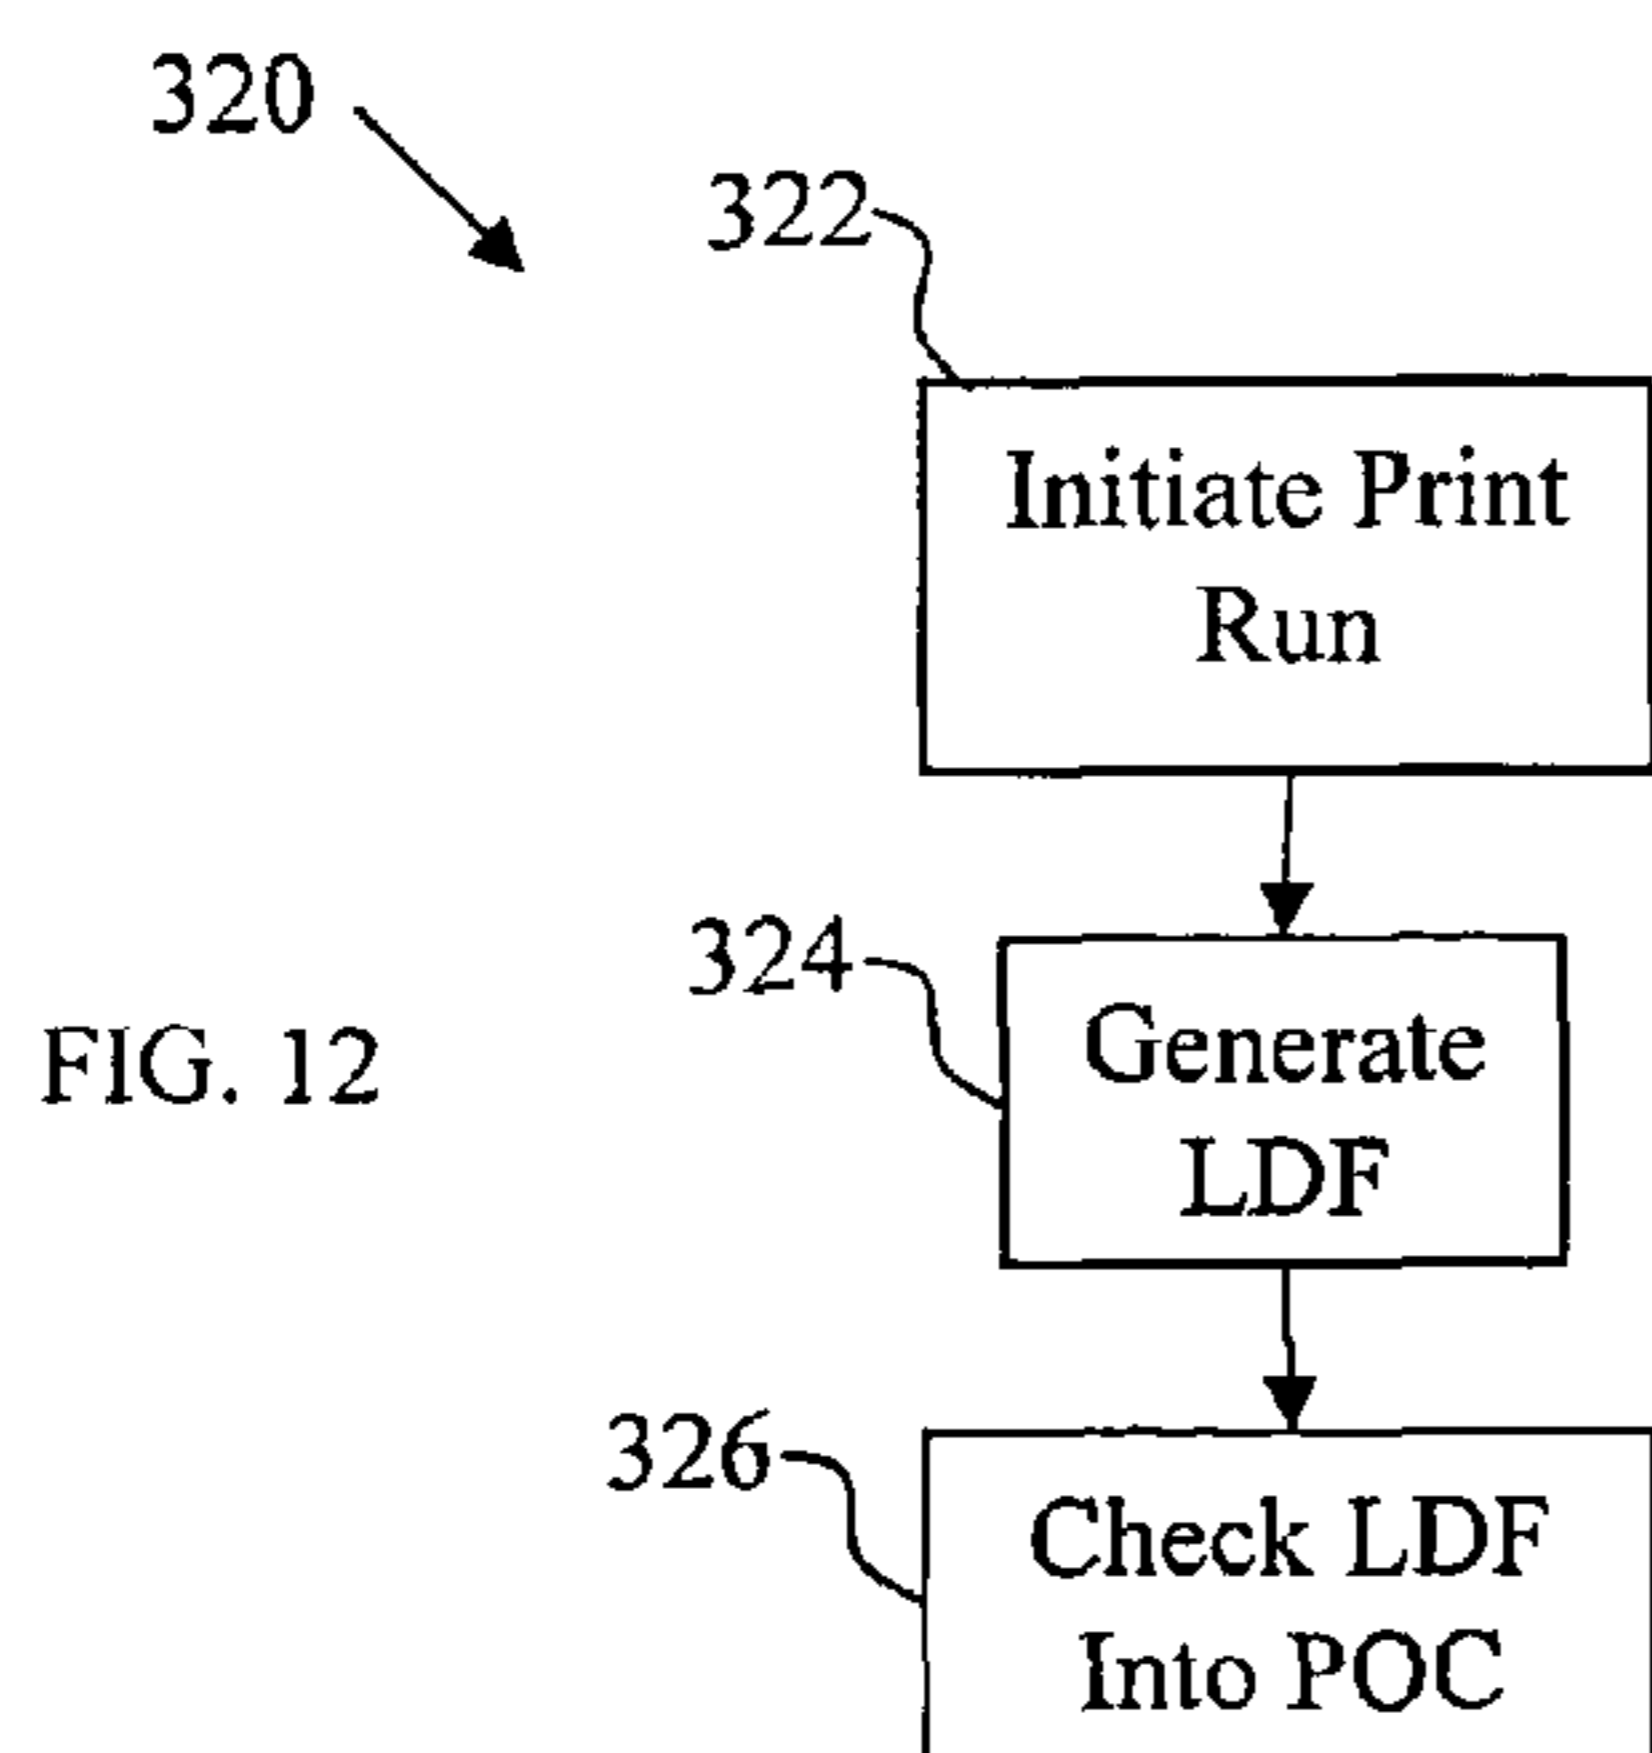 320
322
Initiate Print
Run
324
Generate
LDF
FIG. 12
326
Check LDF
Into POC